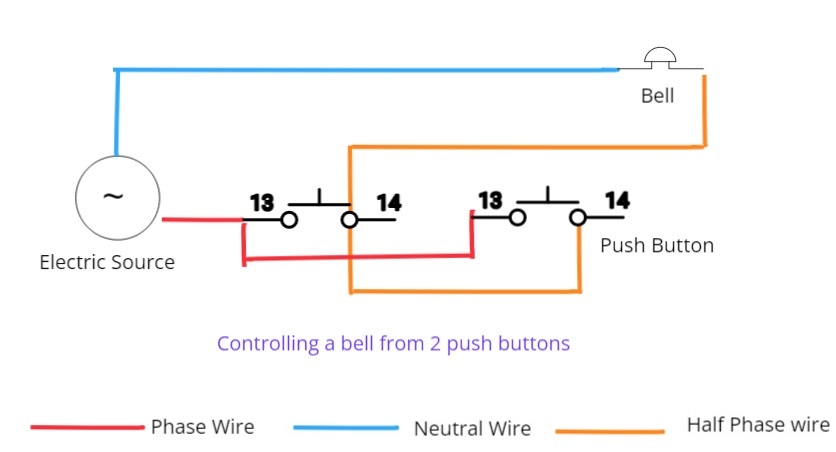 Bell
~
13
14
13
14
Push Button
Electric Source
Controlling a bell from 2 push buttons
Phase Wire
Neutral Wire
Half Phase wire